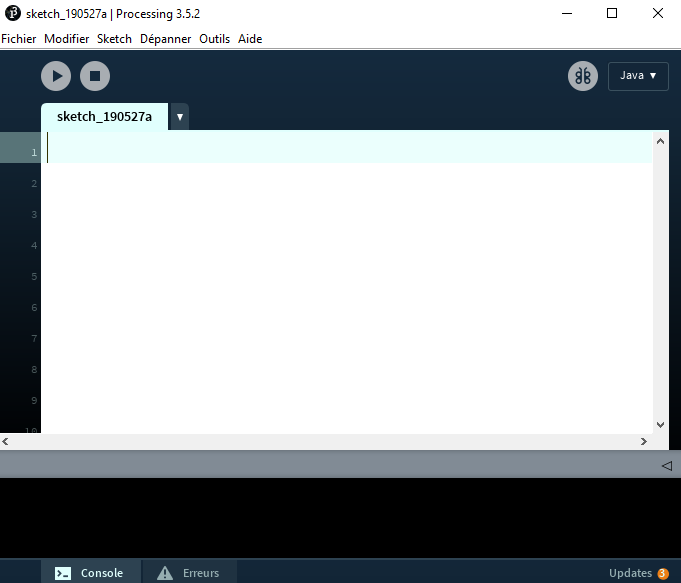 sketch_190527a | Processing 3.5.2
Fichier Modifier Sketch Dépanner Outils Aide
Java ▼
sketch_190527a ▼
1
2
3
4
5
6
7
8
9
10
Console Erreurs Updates 3